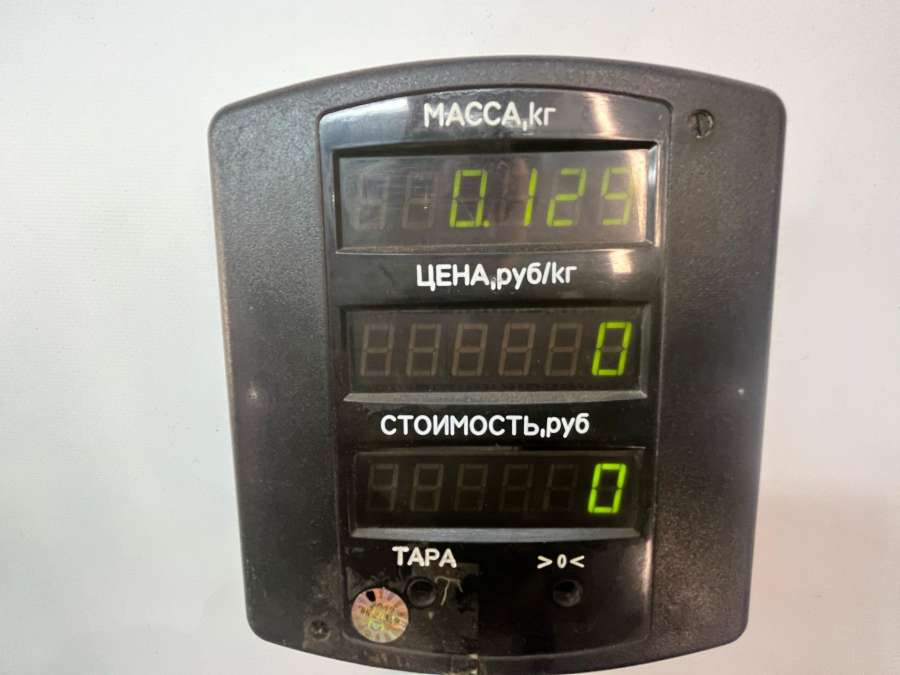 МАССА,кг
0.125
ЦЕНА,руб/кг
0
СТОИМОСТЬ,руб
0
ТАРА >0<